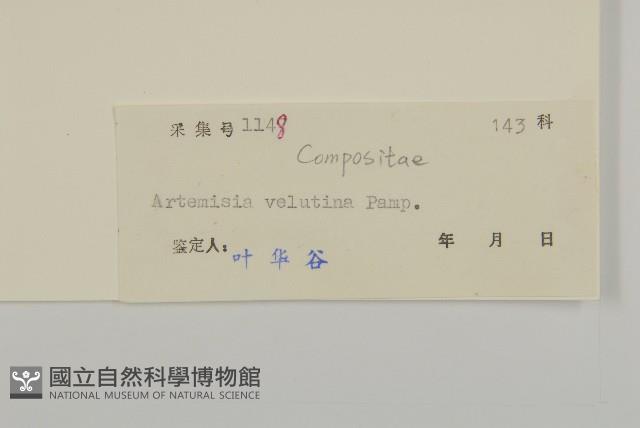 采集号 1148 143 科
Compositae
Artemisia velutina Pamp.
鉴定人: 叶华谷 年 月 日
國立自然科學博物館
NATIONAL MUSEUM OF NATURAL SCIENCE